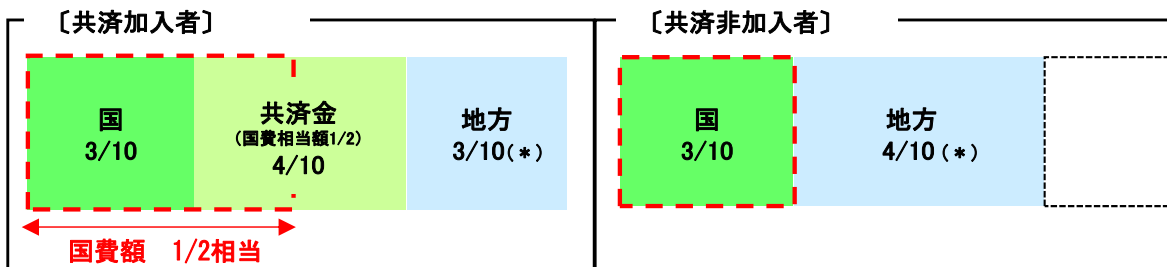 〔共済加入者〕
国
3/10
共済金
(国費相当額1/2)
4/10
地方
3/10(*)
国費額 1/2相当
〔共済非加入者〕
国
3/10
地方
4/10(*)